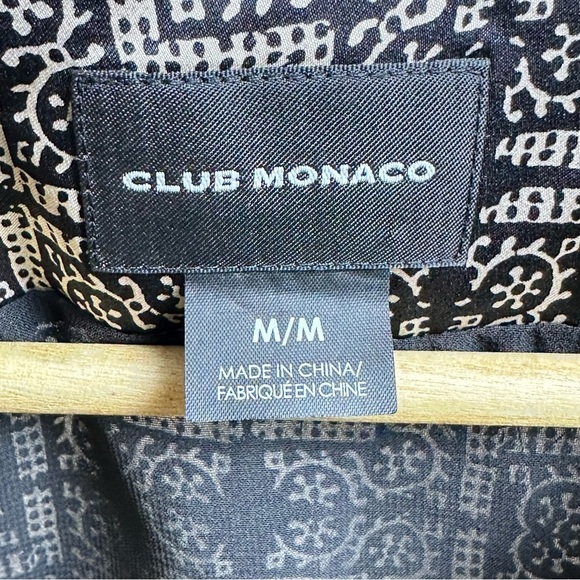 CLUB MONACO
M/M
MADE IN CHINA/
FABRIQUÉ EN CHINE